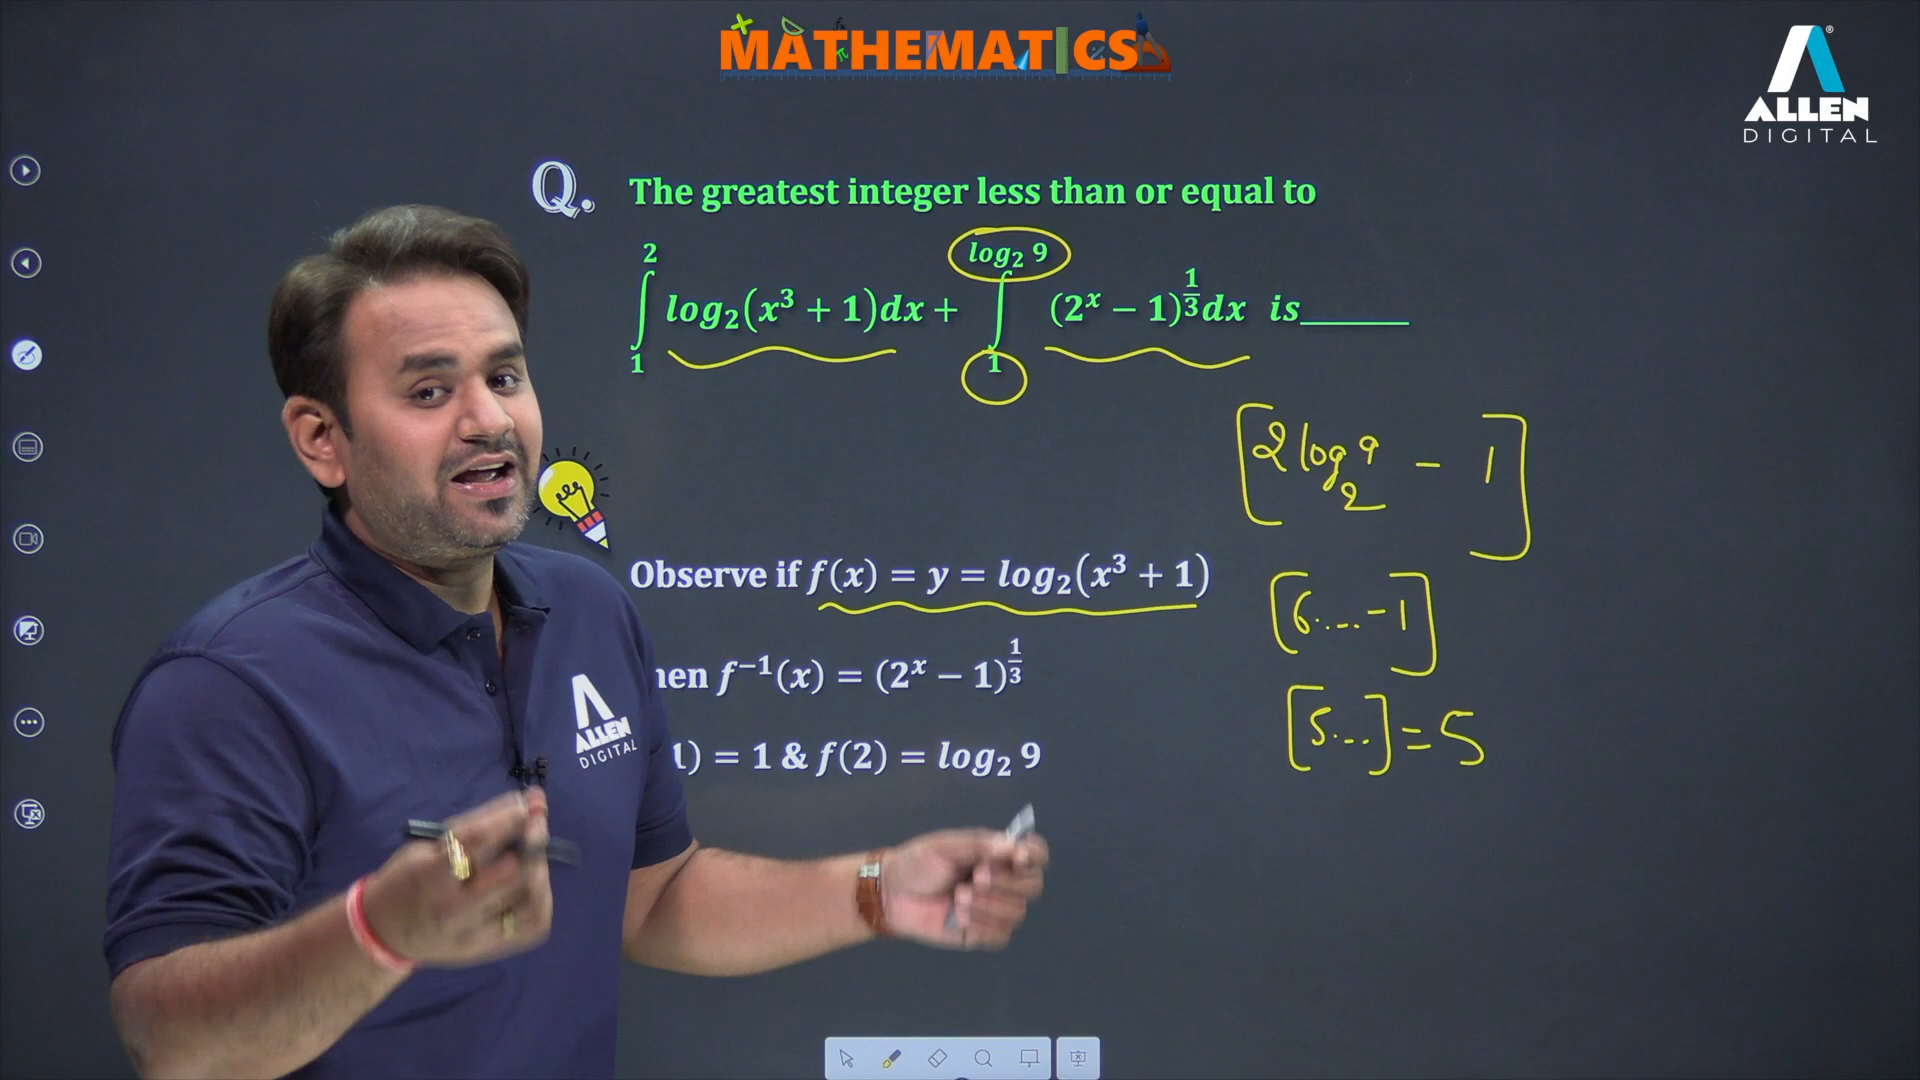 MATHEMATICS
ALLEN
DIGITAL
Q. The greatest integer less than or equal to
∫₁² log₂(x³ + 1)dx + ∫₁^(log₂ 9) (2ˣ − 1)^(1/3) dx is______
[2 log₂ 9 − 1]
Observe if f(x) = y = log₂(x³ + 1)
[6.... − 1]
hen f⁻¹(x) = (2ˣ − 1)^(1/3)
[5...] = 5
1) = 1 & f(2) = log₂ 9
ALLEN
DIGITAL